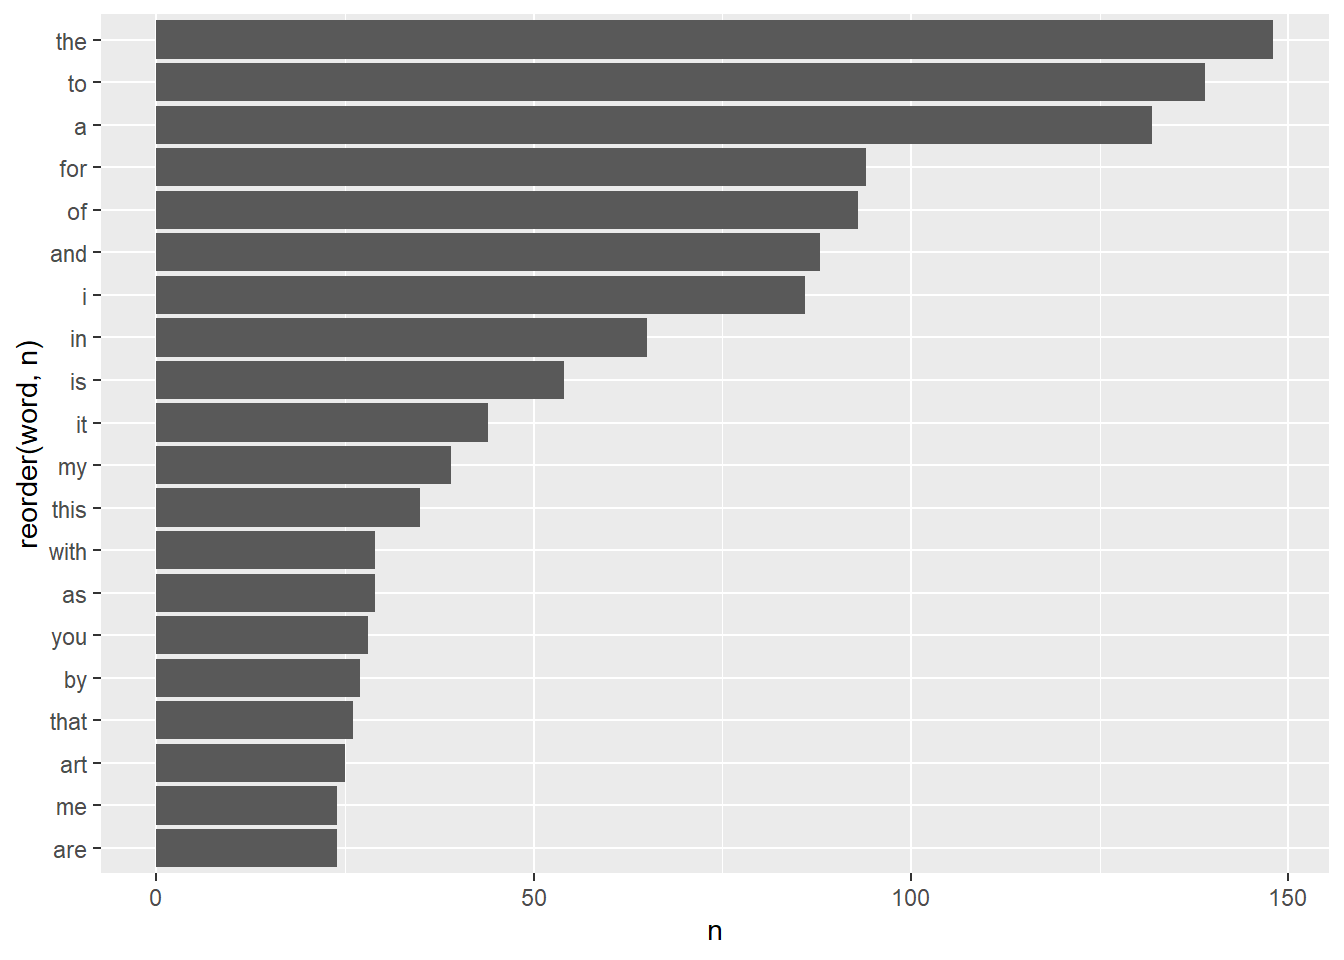 reorder(word, n)
the
to
a
for
of
and
i
in
is
it
my
this
with
as
you
by
that
art
me
are
0 50 100 150
n